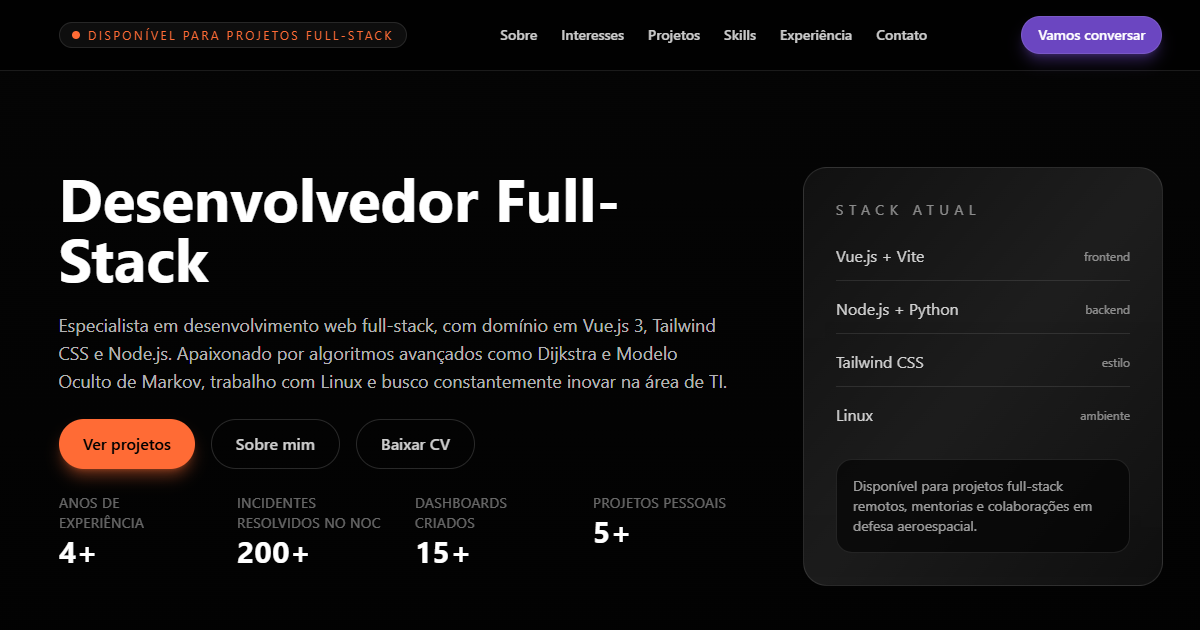 DISPONÍVEL PARA PROJETOS FULL-STACK
Sobre
Interesses
Projetos
Skills
Experiência
Contato
Vamos conversar
Desenvolvedor Full-
Stack
Especialista em desenvolvimento web full-stack, com domínio em Vue.js 3, Tailwind
CSS e Node.js. Apaixonado por algoritmos avançados como Dijkstra e Modelo
Oculto de Markov, trabalho com Linux e busco constantemente inovar na área de TI.
Ver projetos
Sobre mim
Baixar CV
ANOS DE
EXPERIÊNCIA
4+
INCIDENTES
RESOLVIDOS NO NOC
200+
DASHBOARDS
CRIADOS
15+
PROJETOS PESSOAIS
5+
STACK ATUAL
Vue.js + Vite
frontend
Node.js + Python
backend
Tailwind CSS
estilo
Linux
ambiente
Disponível para projetos full-stack
remotos, mentorias e colaborações em
defesa aeroespacial.